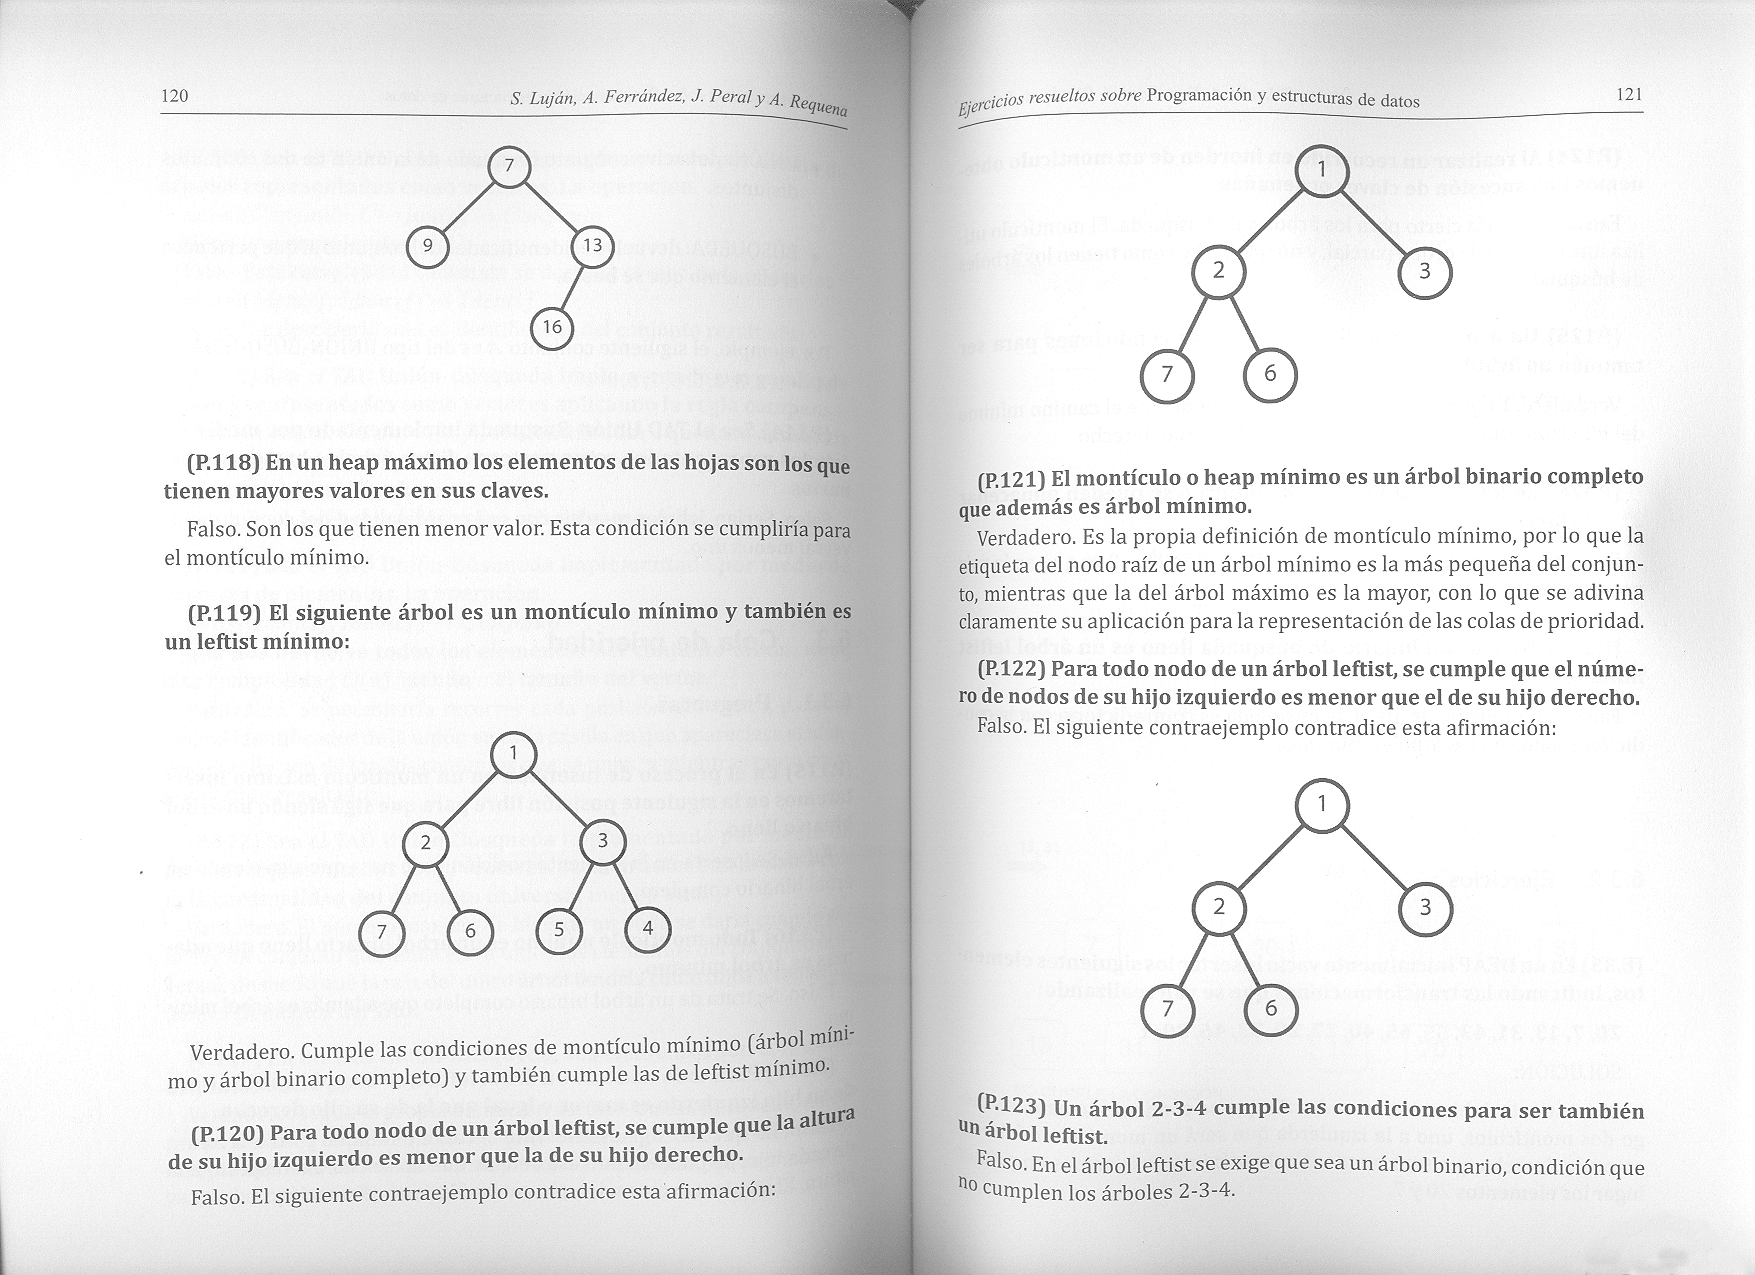 120
S. Luján, A. Ferrández, J. Peral y A. Requena
7
9
13
16
(P.118) En un heap máximo los elementos de las hojas son los que
tienen mayores valores en sus claves.
Falso. Son los que tienen menor valor. Esta condición se cumpliría para
el montículo mínimo.
(P.119) El siguiente árbol es un montículo mínimo y también es
un leftist mínimo:
1
2
3
7
6
5
4
Verdadero. Cumple las condiciones de montículo mínimo (árbol míni-
mo y árbol binario completo) y también cumple las de leftist mínimo.
(P.120) Para todo nodo de un árbol leftist, se cumple que la altura
de su hijo izquierdo es menor que la de su hijo derecho.
Falso. El siguiente contraejemplo contradice esta afirmación:
Ejercicios resueltos sobre Programación y estructuras de datos
121
1
2
3
7
6
(P.121) El montículo o heap mínimo es un árbol binario completo
que además es árbol mínimo.
Verdadero. Es la propia definición de montículo mínimo, por lo que la
etiqueta del nodo raíz de un árbol mínimo es la más pequeña del conjun-
to, mientras que la del árbol máximo es la mayor, con lo que se adivina
claramente su aplicación para la representación de las colas de prioridad.
(P.122) Para todo nodo de un árbol leftist, se cumple que el núme-
ro de nodos de su hijo izquierdo es menor que el de su hijo derecho.
Falso. El siguiente contraejemplo contradice esta afirmación:
1
2
3
7
6
(P.123) Un árbol 2-3-4 cumple las condiciones para ser también
un árbol leftist.
Falso. En el árbol leftist se exige que sea un árbol binario, condición que
no cumplen los árboles 2-3-4.